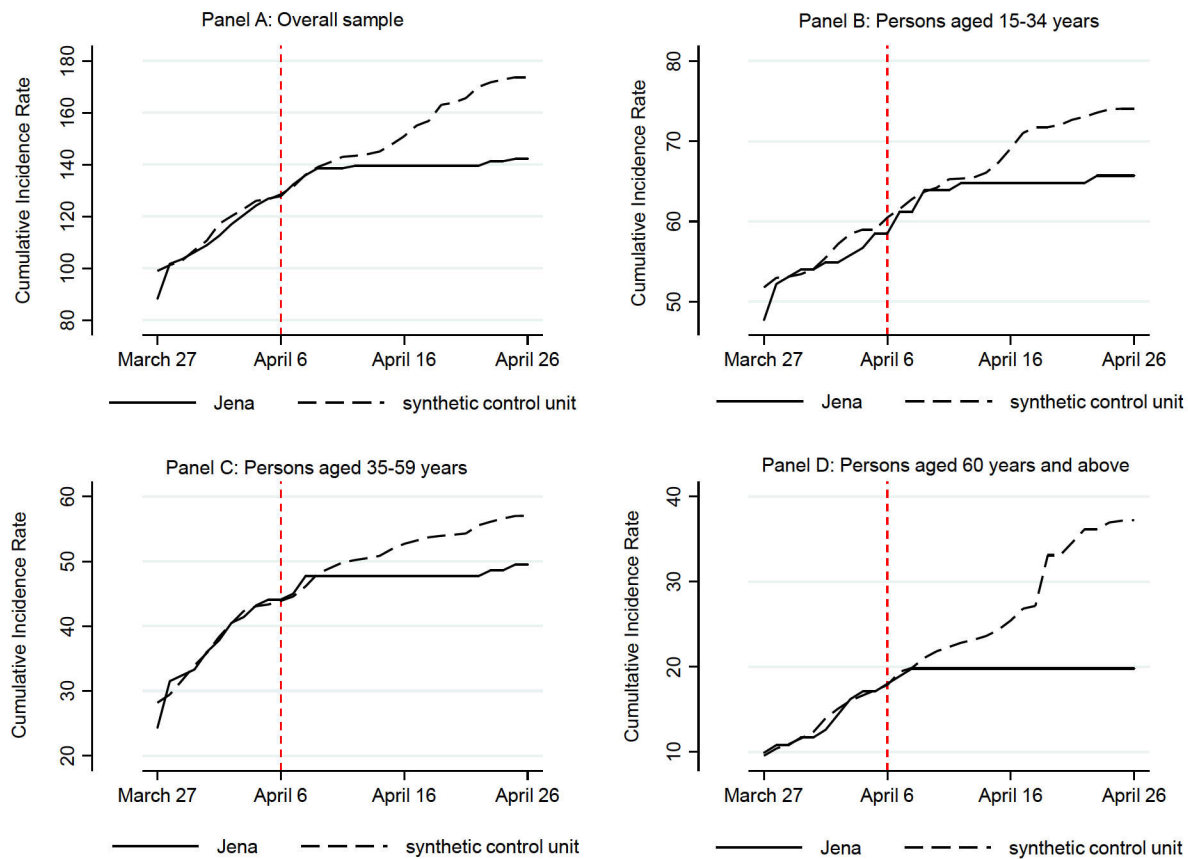 Panel A: Overall sample
Cumulative Incidence Rate
180
160
140
120
100
80
March 27 April 6 April 16 April 26
Jena synthetic control unit
Panel B: Persons aged 15-34 years
Cumulative Incidence Rate
80
70
60
50
March 27 April 6 April 16 April 26
Jena synthetic control unit
Panel C: Persons aged 35-59 years
Cumulative Incidence Rate
60
50
40
30
20
March 27 April 6 April 16 April 26
Jena synthetic control unit
Panel D: Persons aged 60 years and above
Cumulative Incidence Rate
40
30
20
10
March 27 April 6 April 16 April 26
Jena synthetic control unit